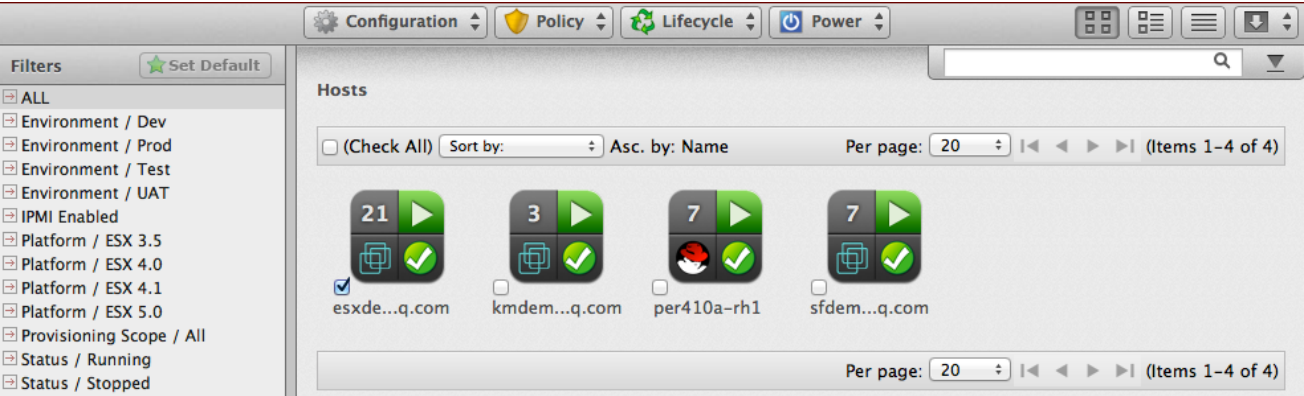 Configuration Policy Lifecycle Power
Filters Set Default
ALL
Environment / Dev
Environment / Prod
Environment / Test
Environment / UAT
IPMI Enabled
Platform / ESX 3.5
Platform / ESX 4.0
Platform / ESX 4.1
Platform / ESX 5.0
Provisioning Scope / All
Status / Running
Status / Stopped
Hosts
(Check All) Sort by: Asc. by: Name Per page: 20 (Items 1-4 of 4)
21 3 7 7
esxde...q.com kmdem...q.com per410a-rh1 sfdem...q.com
Per page: 20 (Items 1-4 of 4)